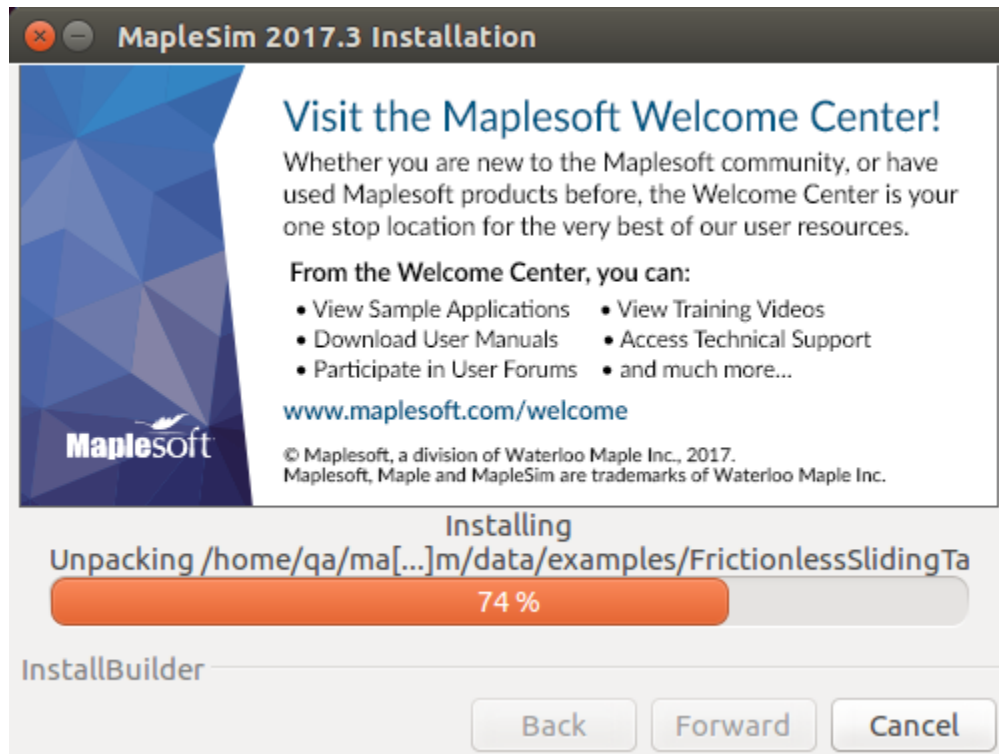 MapleSim 2017.3 Installation
Visit the Maplesoft Welcome Center!
Whether you are new to the Maplesoft community, or have
used Maplesoft products before, the Welcome Center is your
one stop location for the very best of our user resources.
From the Welcome Center, you can:
• View Sample Applications • View Training Videos
• Download User Manuals • Access Technical Support
• Participate in User Forums • and much more...
www.maplesoft.com/welcome
Maplesoft
© Maplesoft, a division of Waterloo Maple Inc., 2017.
Maplesoft, Maple and MapleSim are trademarks of Waterloo Maple Inc.
Installing
Unpacking /home/qa/ma[...]m/data/examples/FrictionlessSlidingTa
74 %
InstallBuilder
Back Forward Cancel